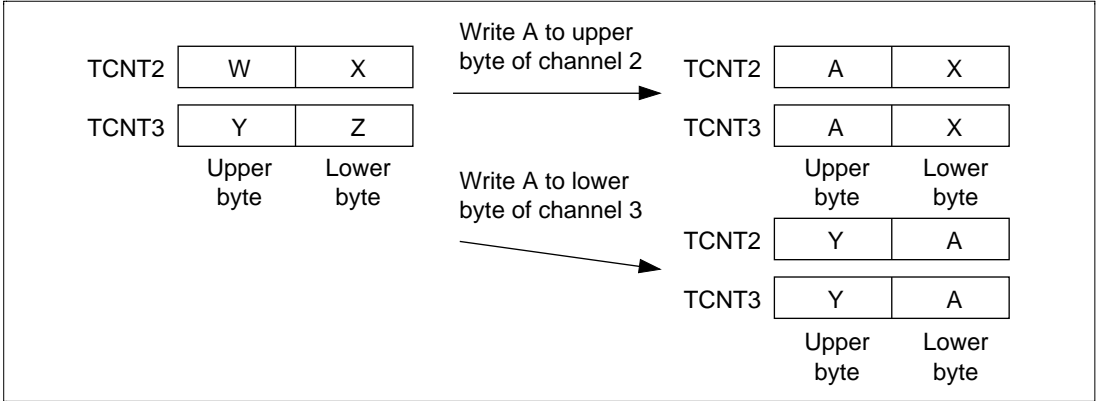 TCNT2 W X
TCNT3 Y Z
Upper byte Lower byte
Write A to upper
byte of channel 2
TCNT2 A X
TCNT3 A X
Upper byte Lower byte
Write A to lower
byte of channel 3
TCNT2 Y A
TCNT3 Y A
Upper byte Lower byte